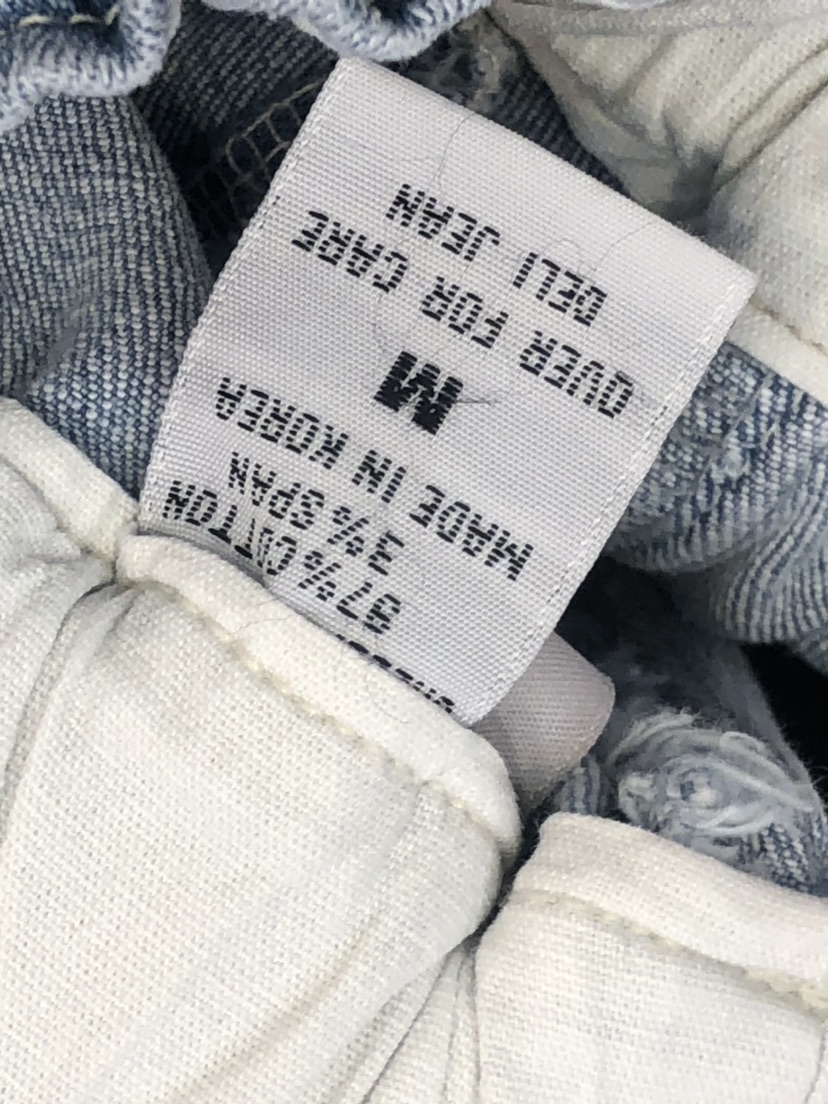 97%COTTON
3%SPAN
MADE IN KOREA
M
OVER FOR CARE
DELI JEAN